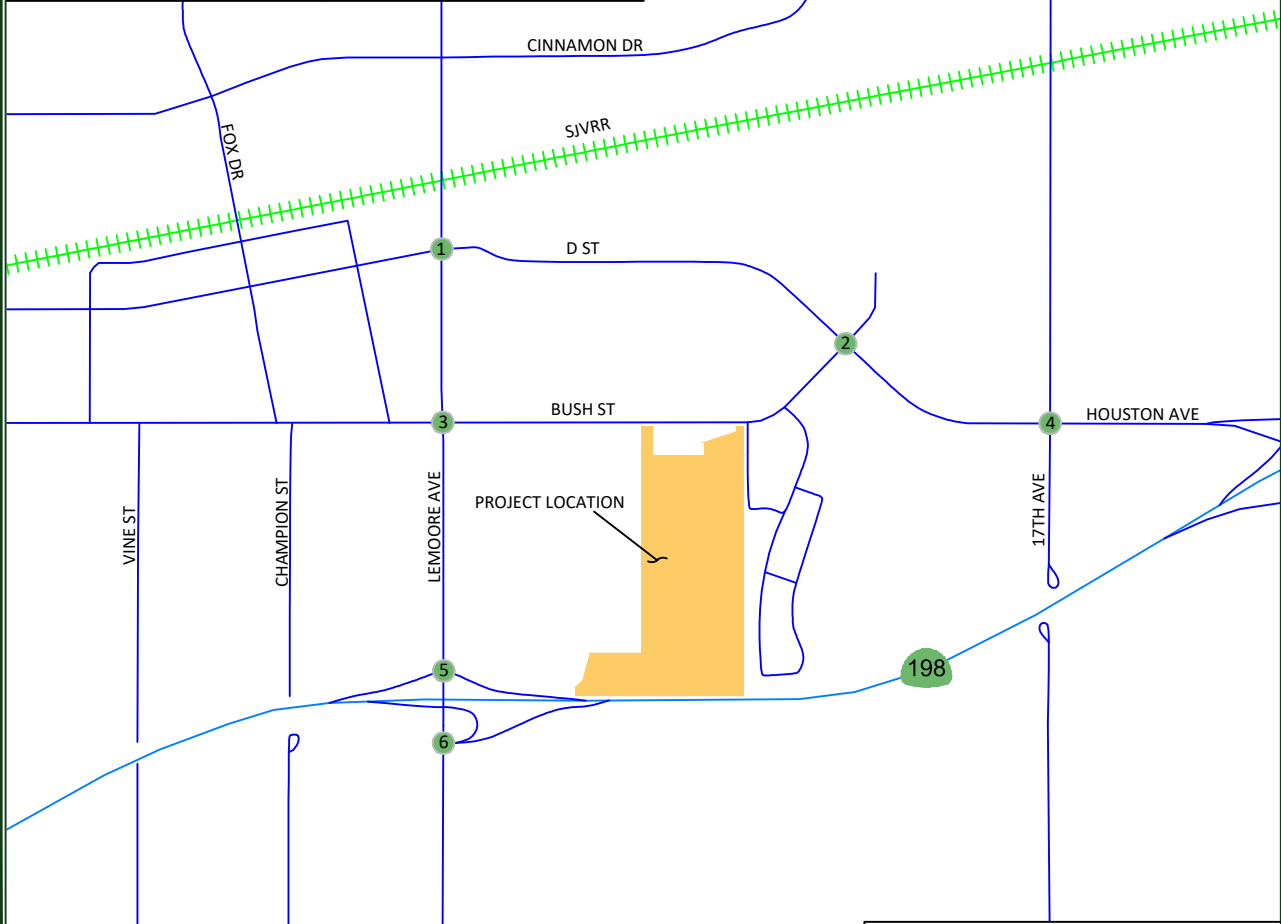 CINNAMON DR
SJVRR
FOX DR
1
D ST
2
BUSH ST
3
HOUSTON AVE
4
PROJECT LOCATION
VINE ST
CHAMPION ST
LEMOORE AVE
17TH AVE
5
198
6